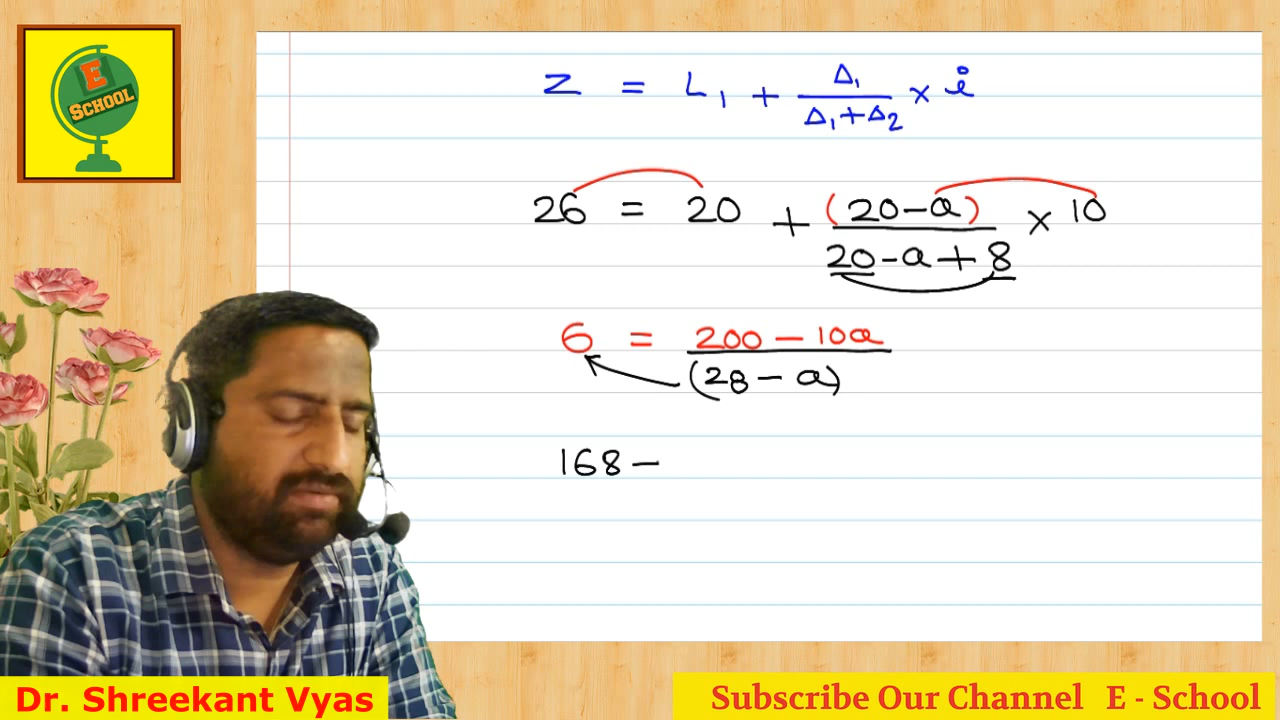 E
SCHOOL
Z = L₁ + Δ₁ / (Δ₁+Δ₂) × i
26 = 20 + (20-a) / (20-a+8) × 10
6 = (200-10a) / (28-a)
168-
Dr. Shreekant Vyas
Subscribe Our Channel E - School